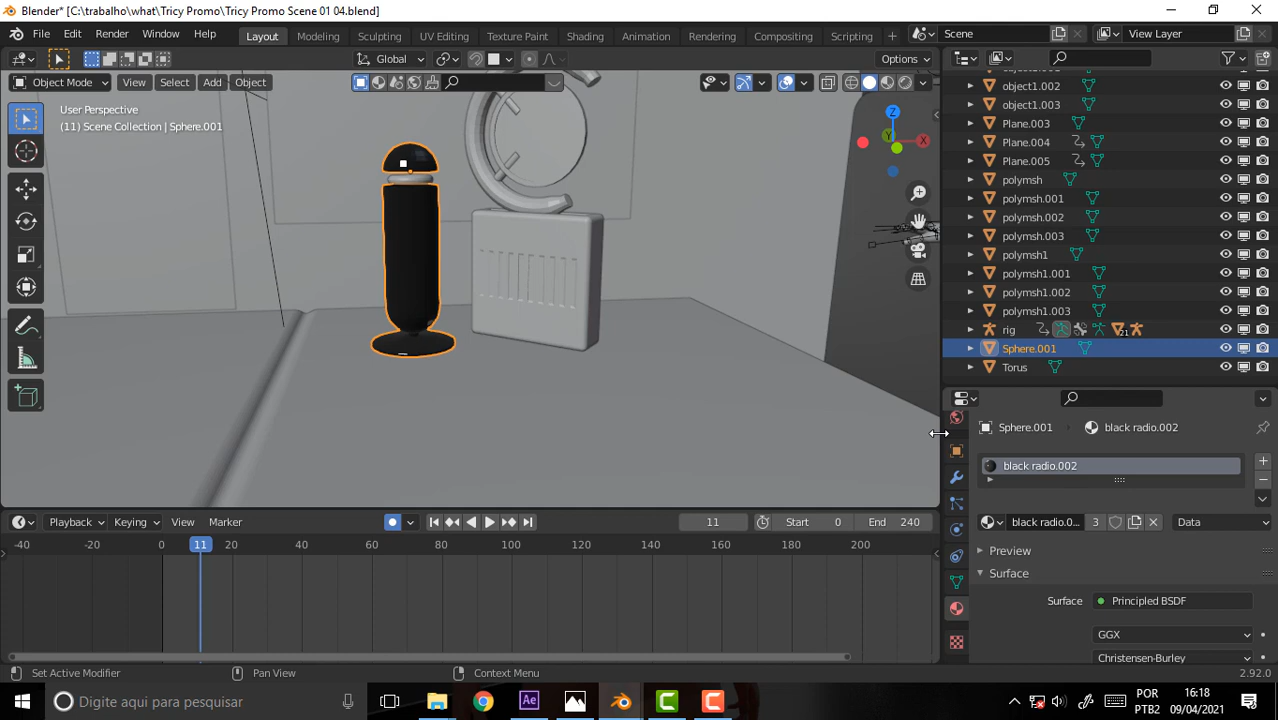 Blender* [C:\trabalho\what\Tricy Promo\Tricy Promo Scene 01 04.blend]
File Edit Render Window Help Layout Modeling Sculpting UV Editing Texture Paint Shading Animation Rendering Compositing Scripting Scene View Layer
Global Options
Object Mode View Select Add Object
User Perspective
(11) Scene Collection | Sphere.001
Z
Y
X
object1.002
object1.003
Plane.003
Plane.004
Plane.005
polymsh
polymsh.001
polymsh.002
polymsh.003
polymsh1
polymsh1.001
polymsh1.002
polymsh1.003
rig 21
Sphere.001
Torus
Sphere.001 black radio.002
black radio.002
black radio.0... 3 Data
Preview
Surface
Surface Principled BSDF
GGX
Christensen-Burley
Playback Keying View Marker 11 Start 0 End 240
-40 -20 0 11 20 40 60 80 100 120 140 160 180 200
Set Active Modifier Pan View Context Menu 2.92.0
Digite aqui para pesquisar
Ae
C
C
POR
PTB2
16:18
09/04/2021